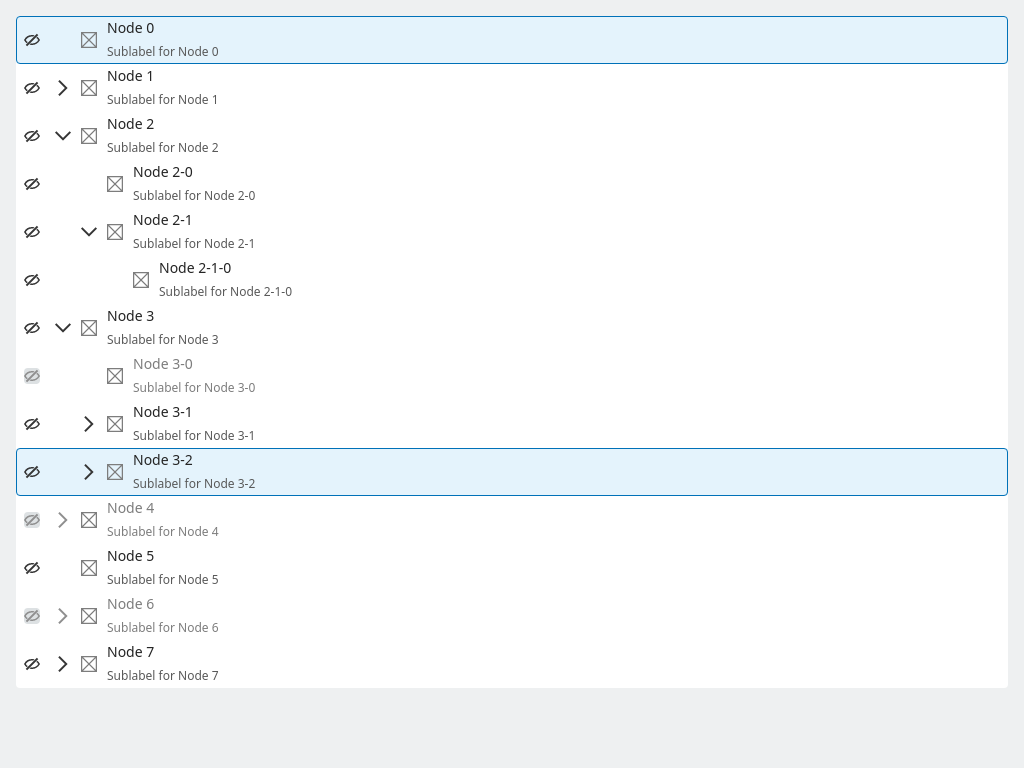 Node 0
Sublabel for Node 0
Node 1
Sublabel for Node 1
Node 2
Sublabel for Node 2
Node 2-0
Sublabel for Node 2-0
Node 2-1
Sublabel for Node 2-1
Node 2-1-0
Sublabel for Node 2-1-0
Node 3
Sublabel for Node 3
Node 3-0
Sublabel for Node 3-0
Node 3-1
Sublabel for Node 3-1
Node 3-2
Sublabel for Node 3-2
Node 4
Sublabel for Node 4
Node 5
Sublabel for Node 5
Node 6
Sublabel for Node 6
Node 7
Sublabel for Node 7